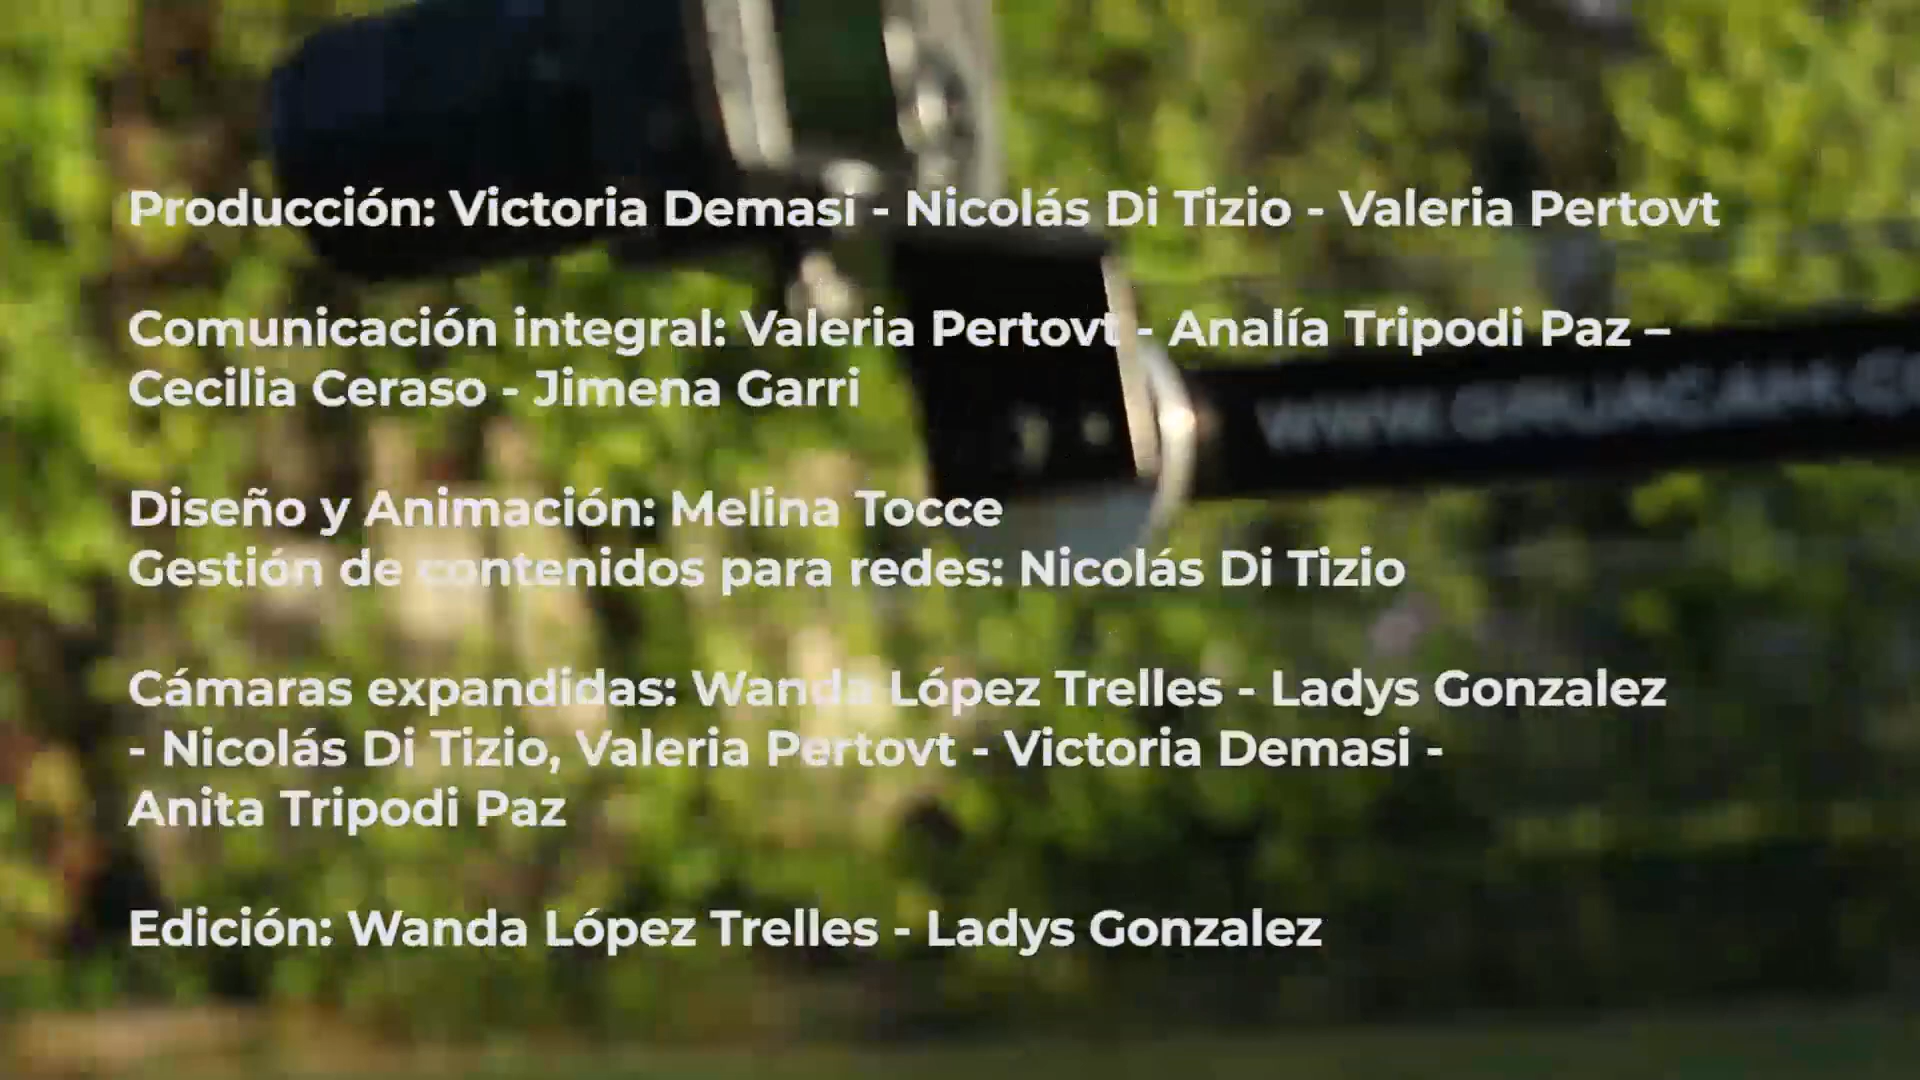 Producción: Victoria Demasi - Nicolás Di Tizio - Valeria Pertovt
Comunicación integral: Valeria Pertovt - Analía Tripodi Paz –
Cecilia Ceraso - Jimena Garri
Diseño y Animación: Melina Tocce
Gestión de contenidos para redes: Nicolás Di Tizio
Cámaras expandidas: Wanda López Trelles - Ladys Gonzalez
- Nicolás Di Tizio, Valeria Pertovt - Victoria Demasi -
Anita Tripodi Paz
Edición: Wanda López Trelles - Ladys Gonzalez